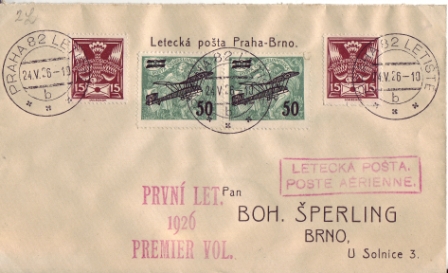 Letecká pošta Praha-Brno.
PRAHA 82 LETIŠTĚ
24.V.26-10
b
15 15
50
50
PRAHA 82 LETIŠTĚ
24.V.26-10
b
15 15
LETECKÁ POŠTA.
POSTE AÉRIENNE.
PRVNÍ LET.
1926
PREMIER VOL.
Pan
BOH. ŠPERLING
BRNO,
U Solnice 3.